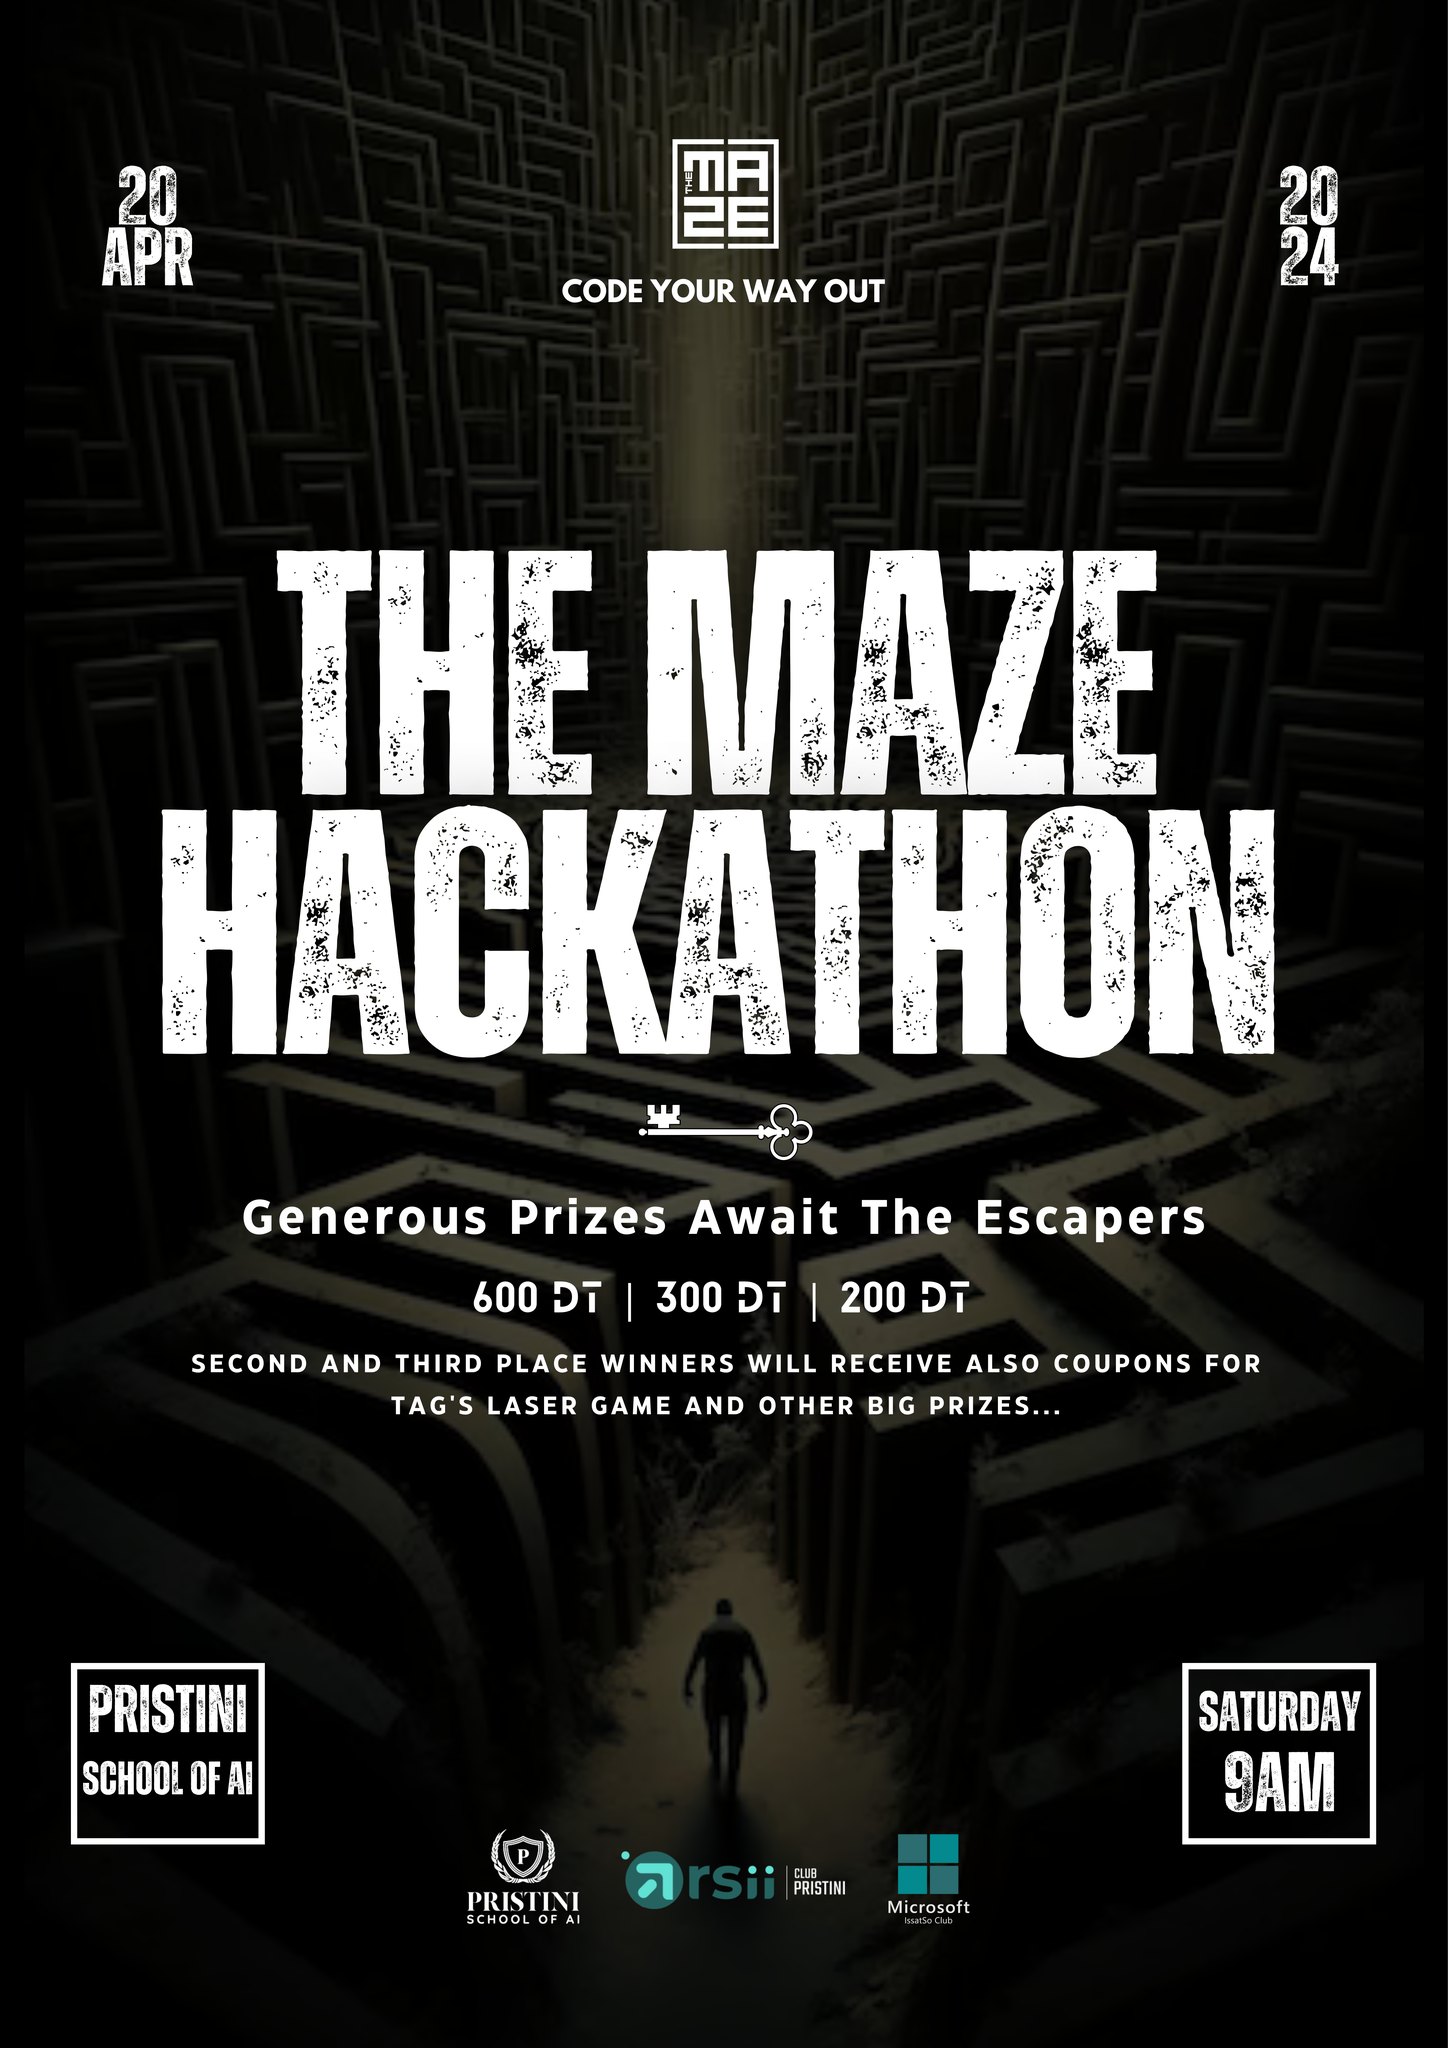 20
APR
THE
MA
ZE
CODE YOUR WAY OUT
20
24
THE MAZE
HACKATHON
Generous Prizes Await The Escapers
600 DT | 300 DT | 200 DT
SECOND AND THIRD PLACE WINNERS WILL RECEIVE ALSO COUPONS FOR
TAG'S LASER GAME AND OTHER BIG PRIZES...
PRISTINI
SCHOOL OF AI
SATURDAY
9AM
P
PRISTINI
SCHOOL OF AI
arsii
CLUB
PRISTINI
Microsoft
IssatSo Club